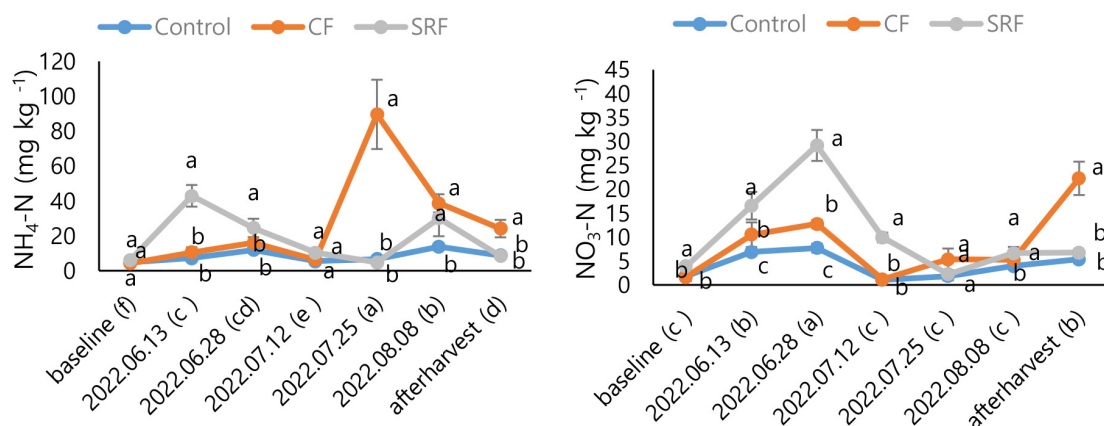 Control CF SRF
NH4-N (mg kg -1)
120
100
80
60
40
20
0
a
a
a
a
b
b
a
b
b
a
a
a
b
a
a
b
a
b
b
baseline (f)
2022.06.13 (c )
2022.06.28 (cd)
2022.07.12 (e )
2022.07.25 (a)
2022.08.08 (b)
afterharvest (d)
Control CF SRF
NO3-N (mg kg -1)
45
40
35
30
25
20
15
10
5
0
a
b
b
a
b
c
a
b
c
a
b
b
a
a
a
a
a
b
a
b
b
baseline (c )
2022.06.13 (b)
2022.06.28 (a)
2022.07.12 (c )
2022.07.25 (c )
2022.08.08 (c )
afterharvest (b)